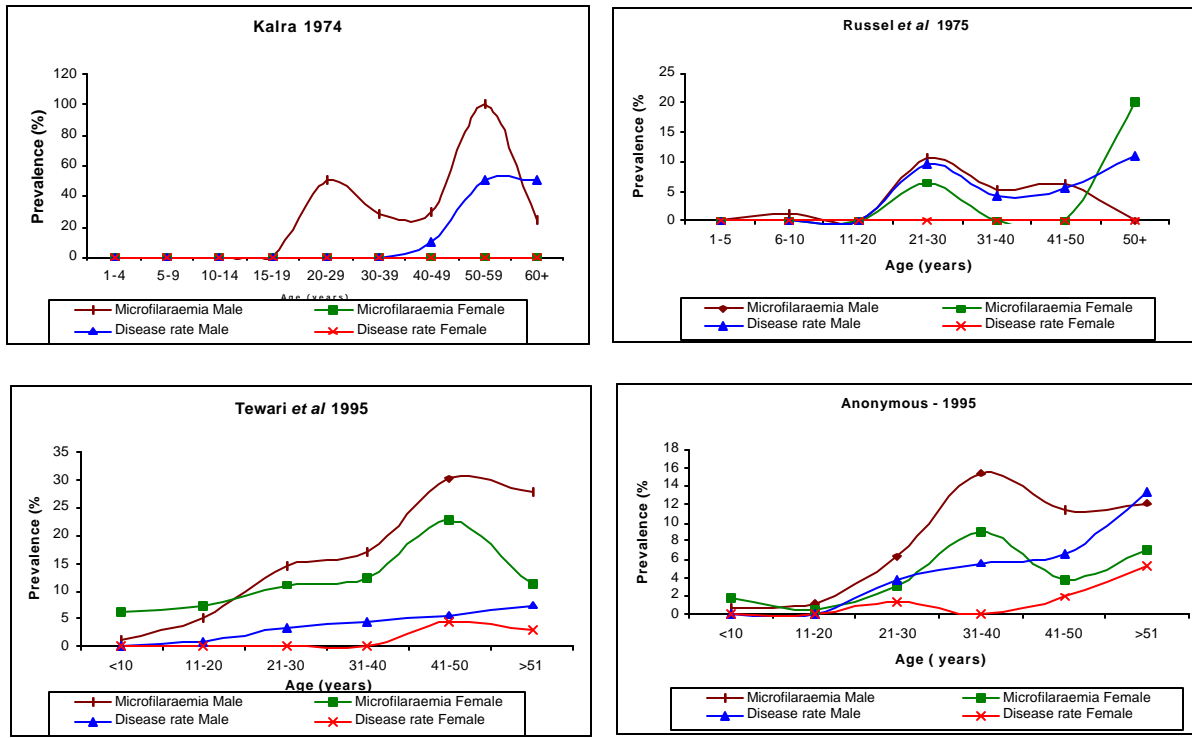 Kalra 1974
Prevalence (%)
120
100
80
60
40
20
0
1-4 5-9 10-14 15-19 20-29 30-39 40-49 50-59 60+
Age (years)
Microfilaraemia Male Microfilaraemia Female
Disease rate Male Disease rate Female
Russel et al 1975
Prevalence (%
25
20
15
10
5
0
1-5 6-10 11-20 21-30 31-40 41-50 50+
Age (years)
Microfilaraemia Male Microfilaraemia Female
Disease rate Male Disease rate Female
Tewari et al 1995
Prevalence (%
35
30
25
20
15
10
5
0
<10 11-20 21-30 31-40 41-50 >51
Age (years)
Microfilaraemia Male Microfilaraemia Female
Disease rate Male Disease rate Female
Anonymous - 1995
Prevalence (%
18
16
14
12
10
8
6
4
2
0
<10 11-20 21-30 31-40 41-50 >51
Age ( years)
Microfilaraemia Male Microfilaraemia Female
Disease rate Male Disease rate Female